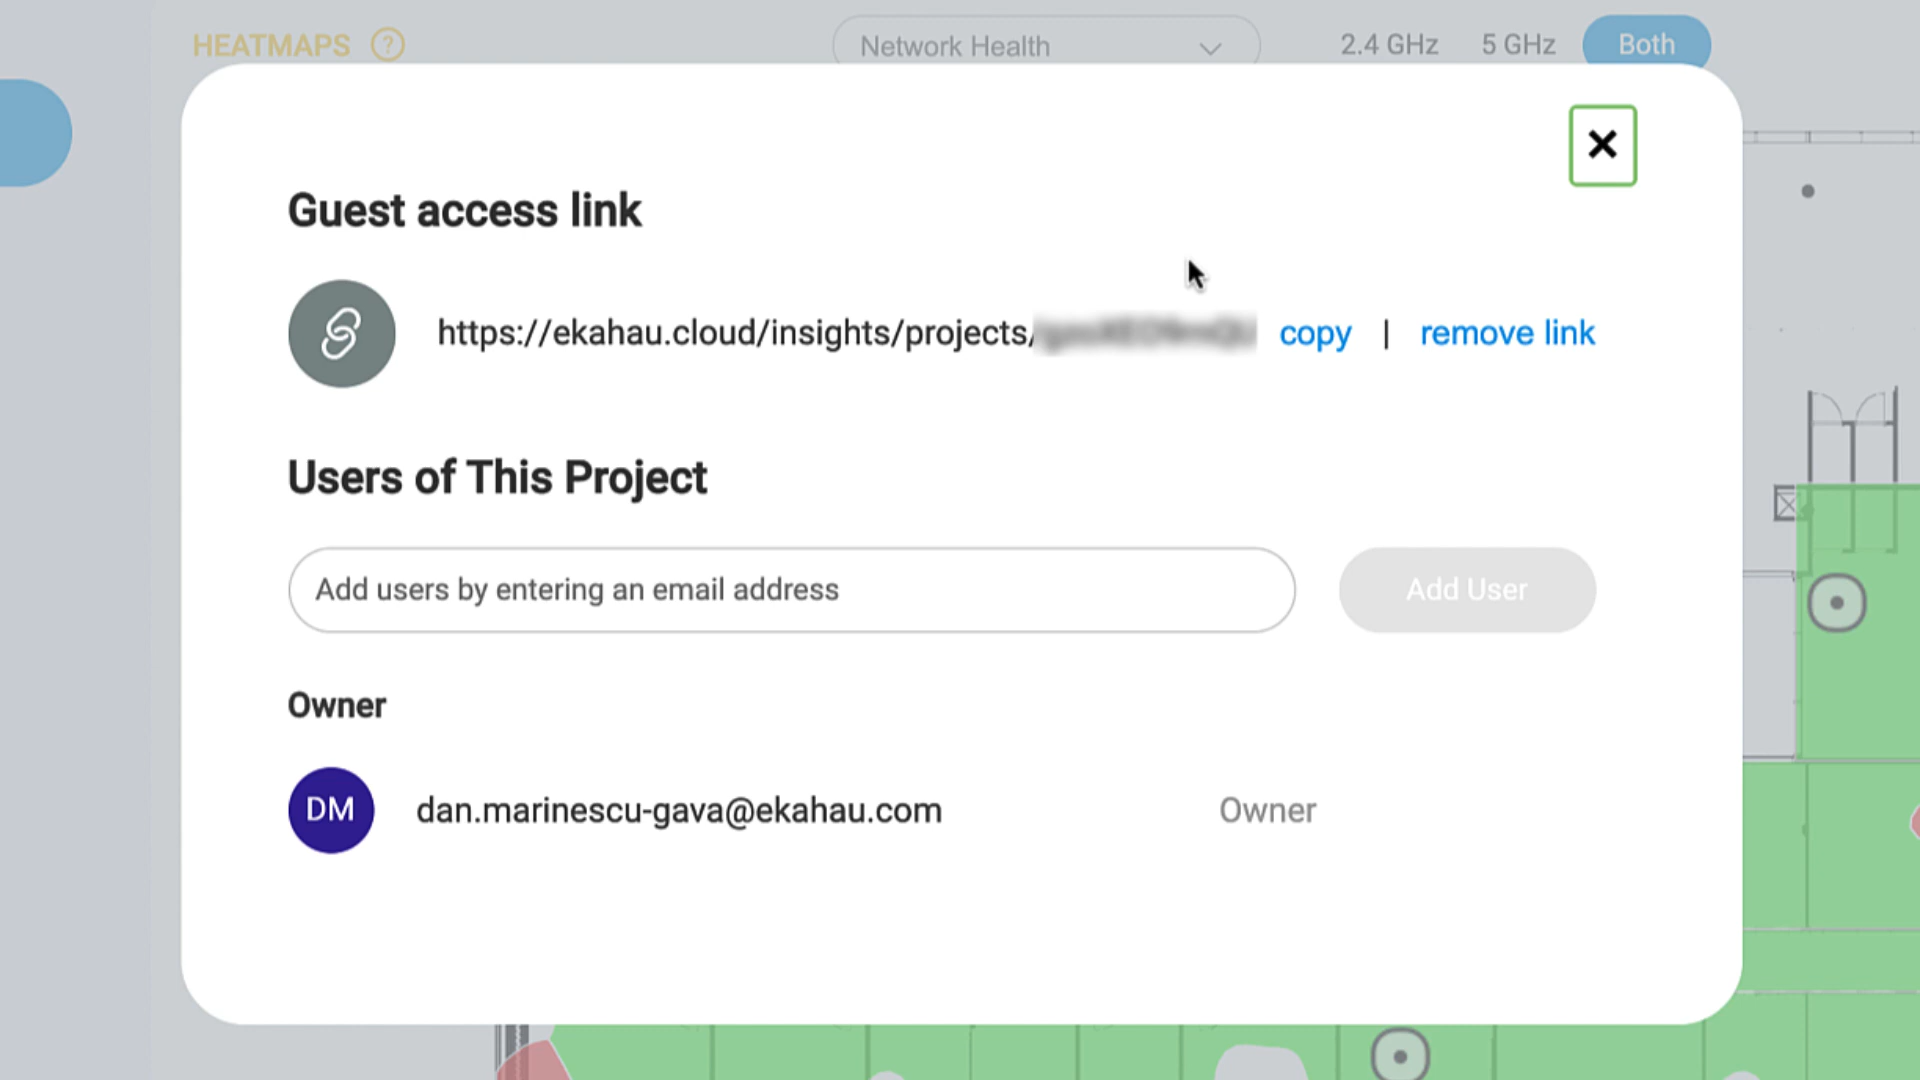 HEATMAPS ?
Network Health
2.4 GHz 5 GHz Both
Guest access link
https://ekahau.cloud/insights/projects/ copy | remove link
Users of This Project
Add users by entering an email address Add User
Owner
DM dan.marinescu-gava@ekahau.com Owner